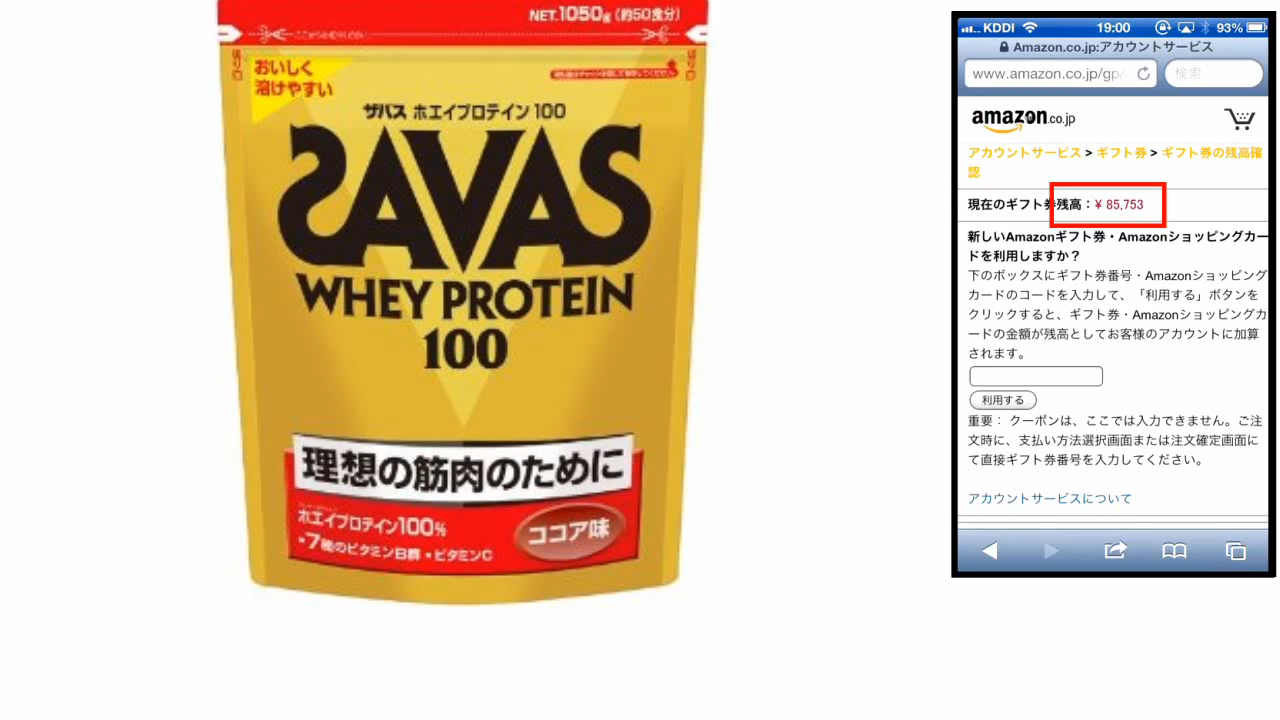 NET.1050g (約50食分)
おいしく
溶けやすい
ザバス ホエイプロテイン 100
SAVAS
WHEY PROTEIN
100
理想の筋肉のために
ホエイプロテイン100%
・7種のビタミンB群・ビタミンC
ココア味
KDDI 19:00 93%
Amazon.co.jp:アカウントサービス
www.amazon.co.jp/gp/ 検索
amazon.co.jp
アカウントサービス > ギフト券 > ギフト券の残高確
認
現在のギフト券残高:¥ 85,753
新しいAmazonギフト券・Amazonショッピングカー
ドを利用しますか？
下のボックスにギフト券番号・Amazonショッピング
カードのコードを入力して、「利用する」ボタンを
クリックすると、ギフト券・Amazonショッピングカ
ードの金額が残高としてお客様のアカウントに加算
されます。
利用する
重要： クーポンは、ここでは入力できません。ご注
文時に、支払い方法選択画面または注文確定画面に
て直接ギフト券番号を入力してください。
アカウントサービスについて